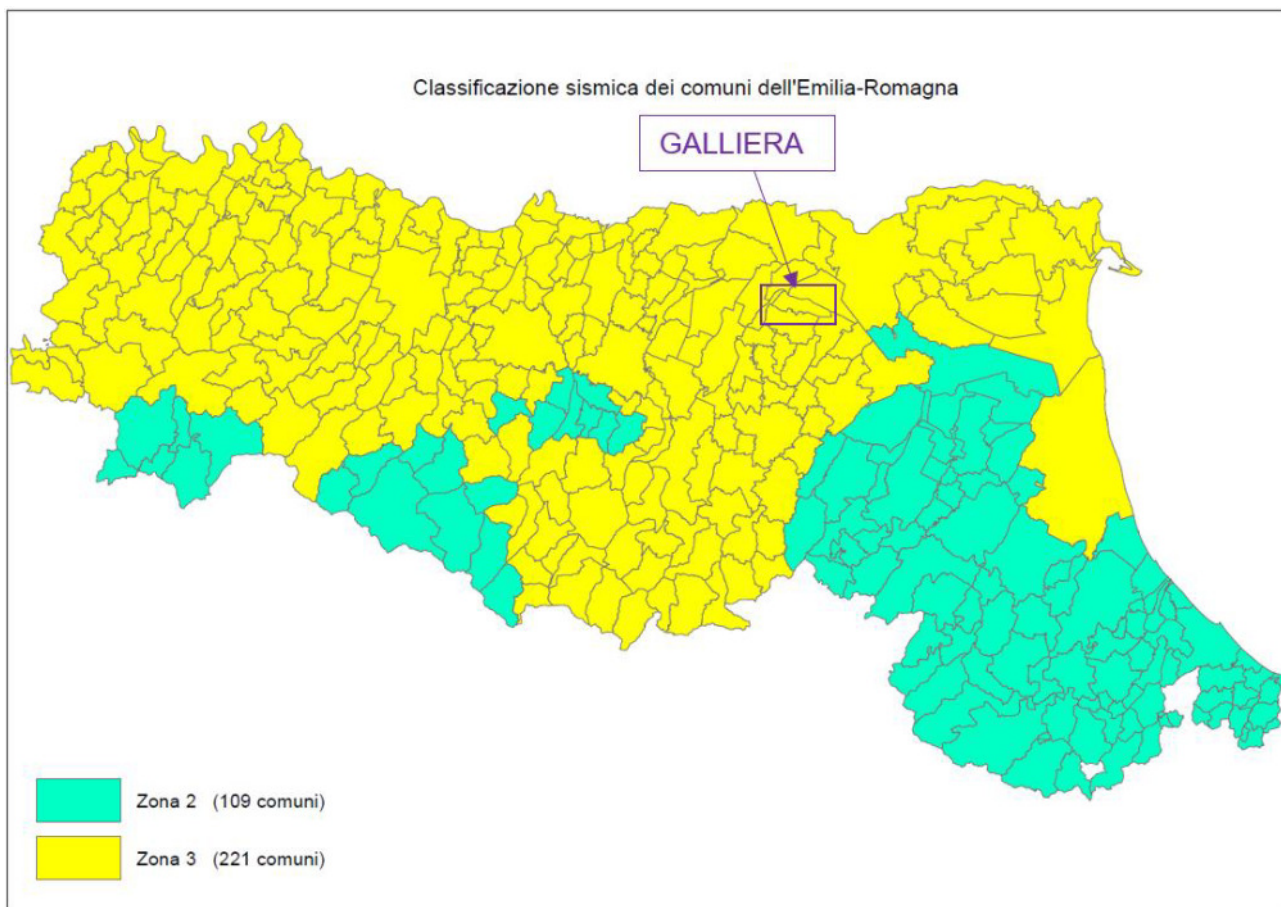 Classificazione sismica dei comuni dell'Emilia-Romagna
GALLIERA
Zona 2 (109 comuni)
Zona 3 (221 comuni)